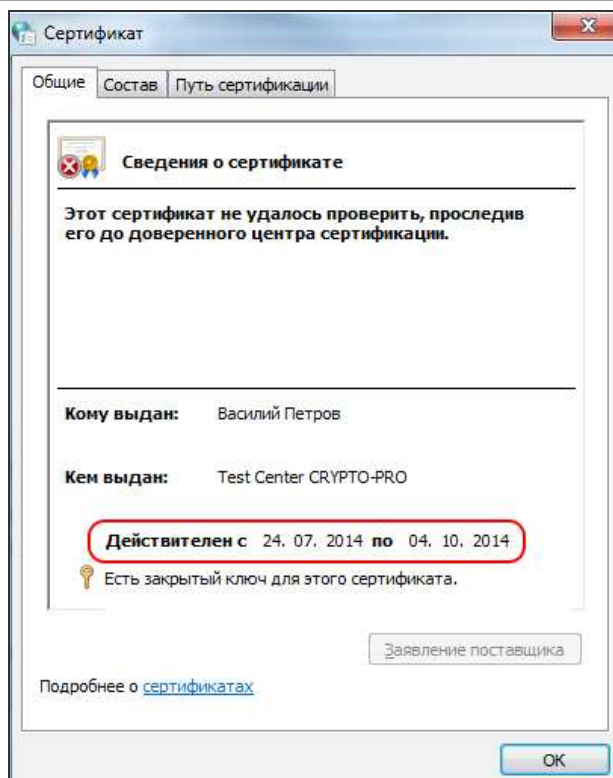 Сертификат
Общие Состав Путь сертификации
Сведения о сертификате
Этот сертификат не удалось проверить, проследив
его до доверенного центра сертификации.
Кому выдан: Василий Петров
Кем выдан: Test Center CRYPTO-PRO
Действителен с 24. 07. 2014 по 04. 10. 2014
Есть закрытый ключ для этого сертификата.
Заявление поставщика
Подробнее о сертификатах
ОК